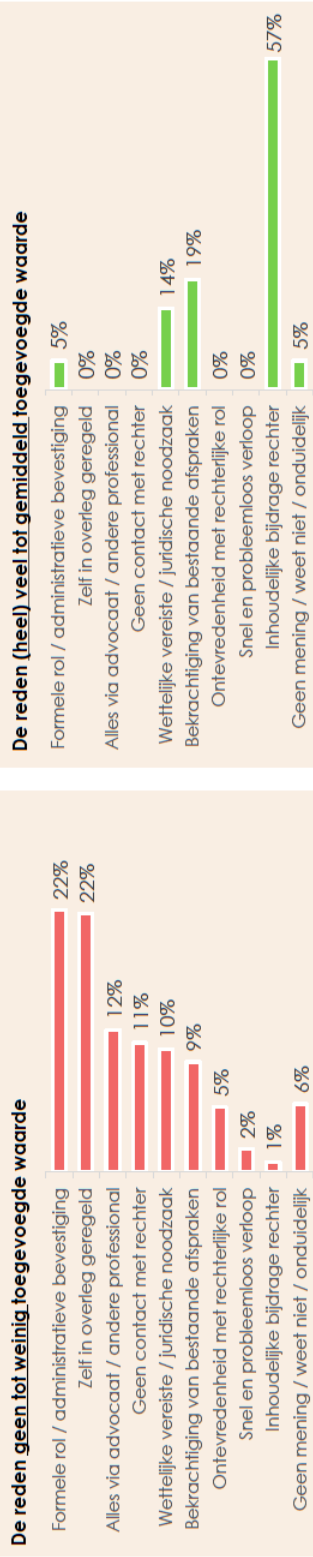 De reden geen tot weinig toegevoegde waarde
Formele rol / administratieve bevestiging 22%
Zelf in overleg geregeld 22%
Alles via advocaat / andere professional 12%
Geen contact met rechter 11%
Wettelijke vereiste / juridische noodzaak 10%
Bekrachtiging van bestaande afspraken 9%
Ontevredenheid met rechterlijke rol 5%
Snel en probleemloos verloop 2%
Inhoudelijke bijdrage rechter 1%
Geen mening / weet niet / onduidelijk 6%
De reden (heel) veel tot gemiddeld toegevoegde waarde
Formele rol / administratieve bevestiging 5%
Zelf in overleg geregeld 0%
Alles via advocaat / andere professional 0%
Geen contact met rechter 0%
Wettelijke vereiste / juridische noodzaak 14%
Bekrachtiging van bestaande afspraken 19%
Ontevredenheid met rechterlijke rol 0%
Snel en probleemloos verloop 0%
Inhoudelijke bijdrage rechter 57%
Geen mening / weet niet / onduidelijk 5%